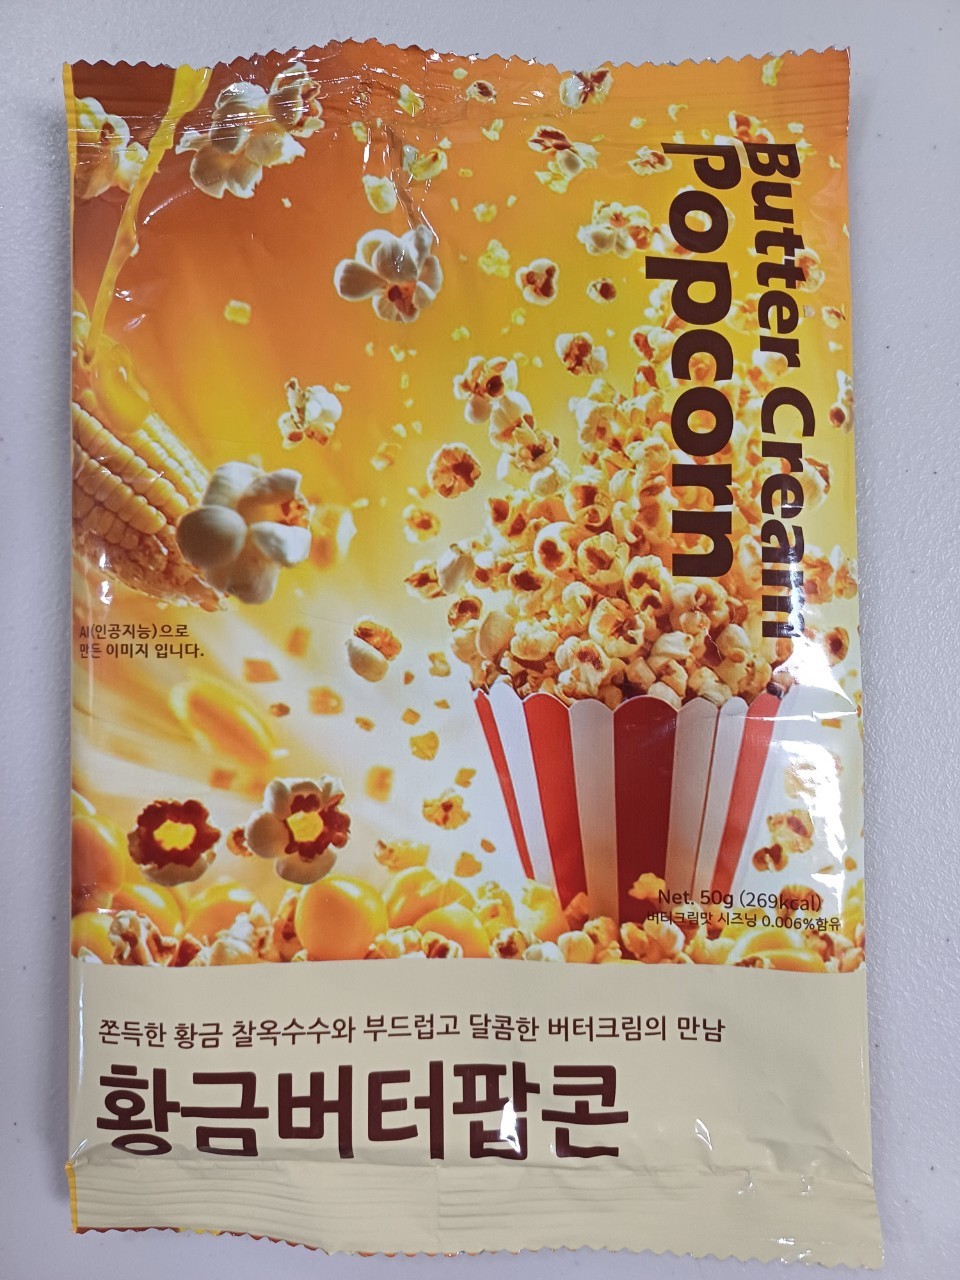 Butter Cream
Popcorn
AI(인공지능)으로
만든 이미지 입니다.
Net. 50g (269kcal)
버터크림맛 시즈닝 0.006%함유
쫀득한 황금 찰옥수수와 부드럽고 달콤한 버터크림의 만남
황금버터팝콘